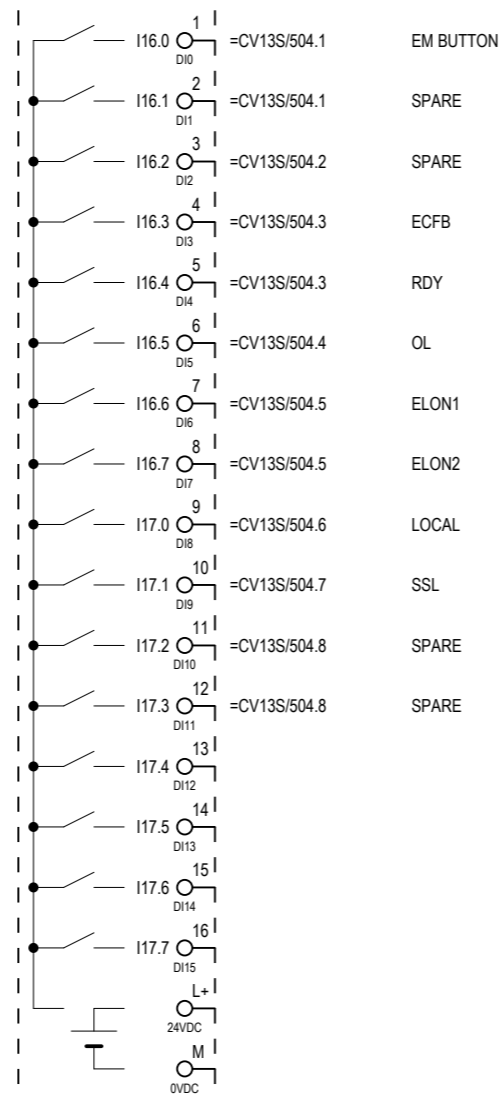 1
I16.0 =CV13S/504.1 EM BUTTON
DI0
2
I16.1 =CV13S/504.1 SPARE
DI1
3
I16.2 =CV13S/504.2 SPARE
DI2
4
I16.3 =CV13S/504.3 ECFB
DI3
5
I16.4 =CV13S/504.3 RDY
DI4
6
I16.5 =CV13S/504.4 OL
DI5
7
I16.6 =CV13S/504.5 ELON1
DI6
8
I16.7 =CV13S/504.5 ELON2
DI7
9
I17.0 =CV13S/504.6 LOCAL
DI8
10
I17.1 =CV13S/504.7 SSL
DI9
11
I17.2 =CV13S/504.8 SPARE
DI10
12
I17.3 =CV13S/504.8 SPARE
DI11
13
I17.4
DI12
14
I17.5
DI13
15
I17.6
DI14
16
I17.7
DI15
L+
24VDC
M
0VDC